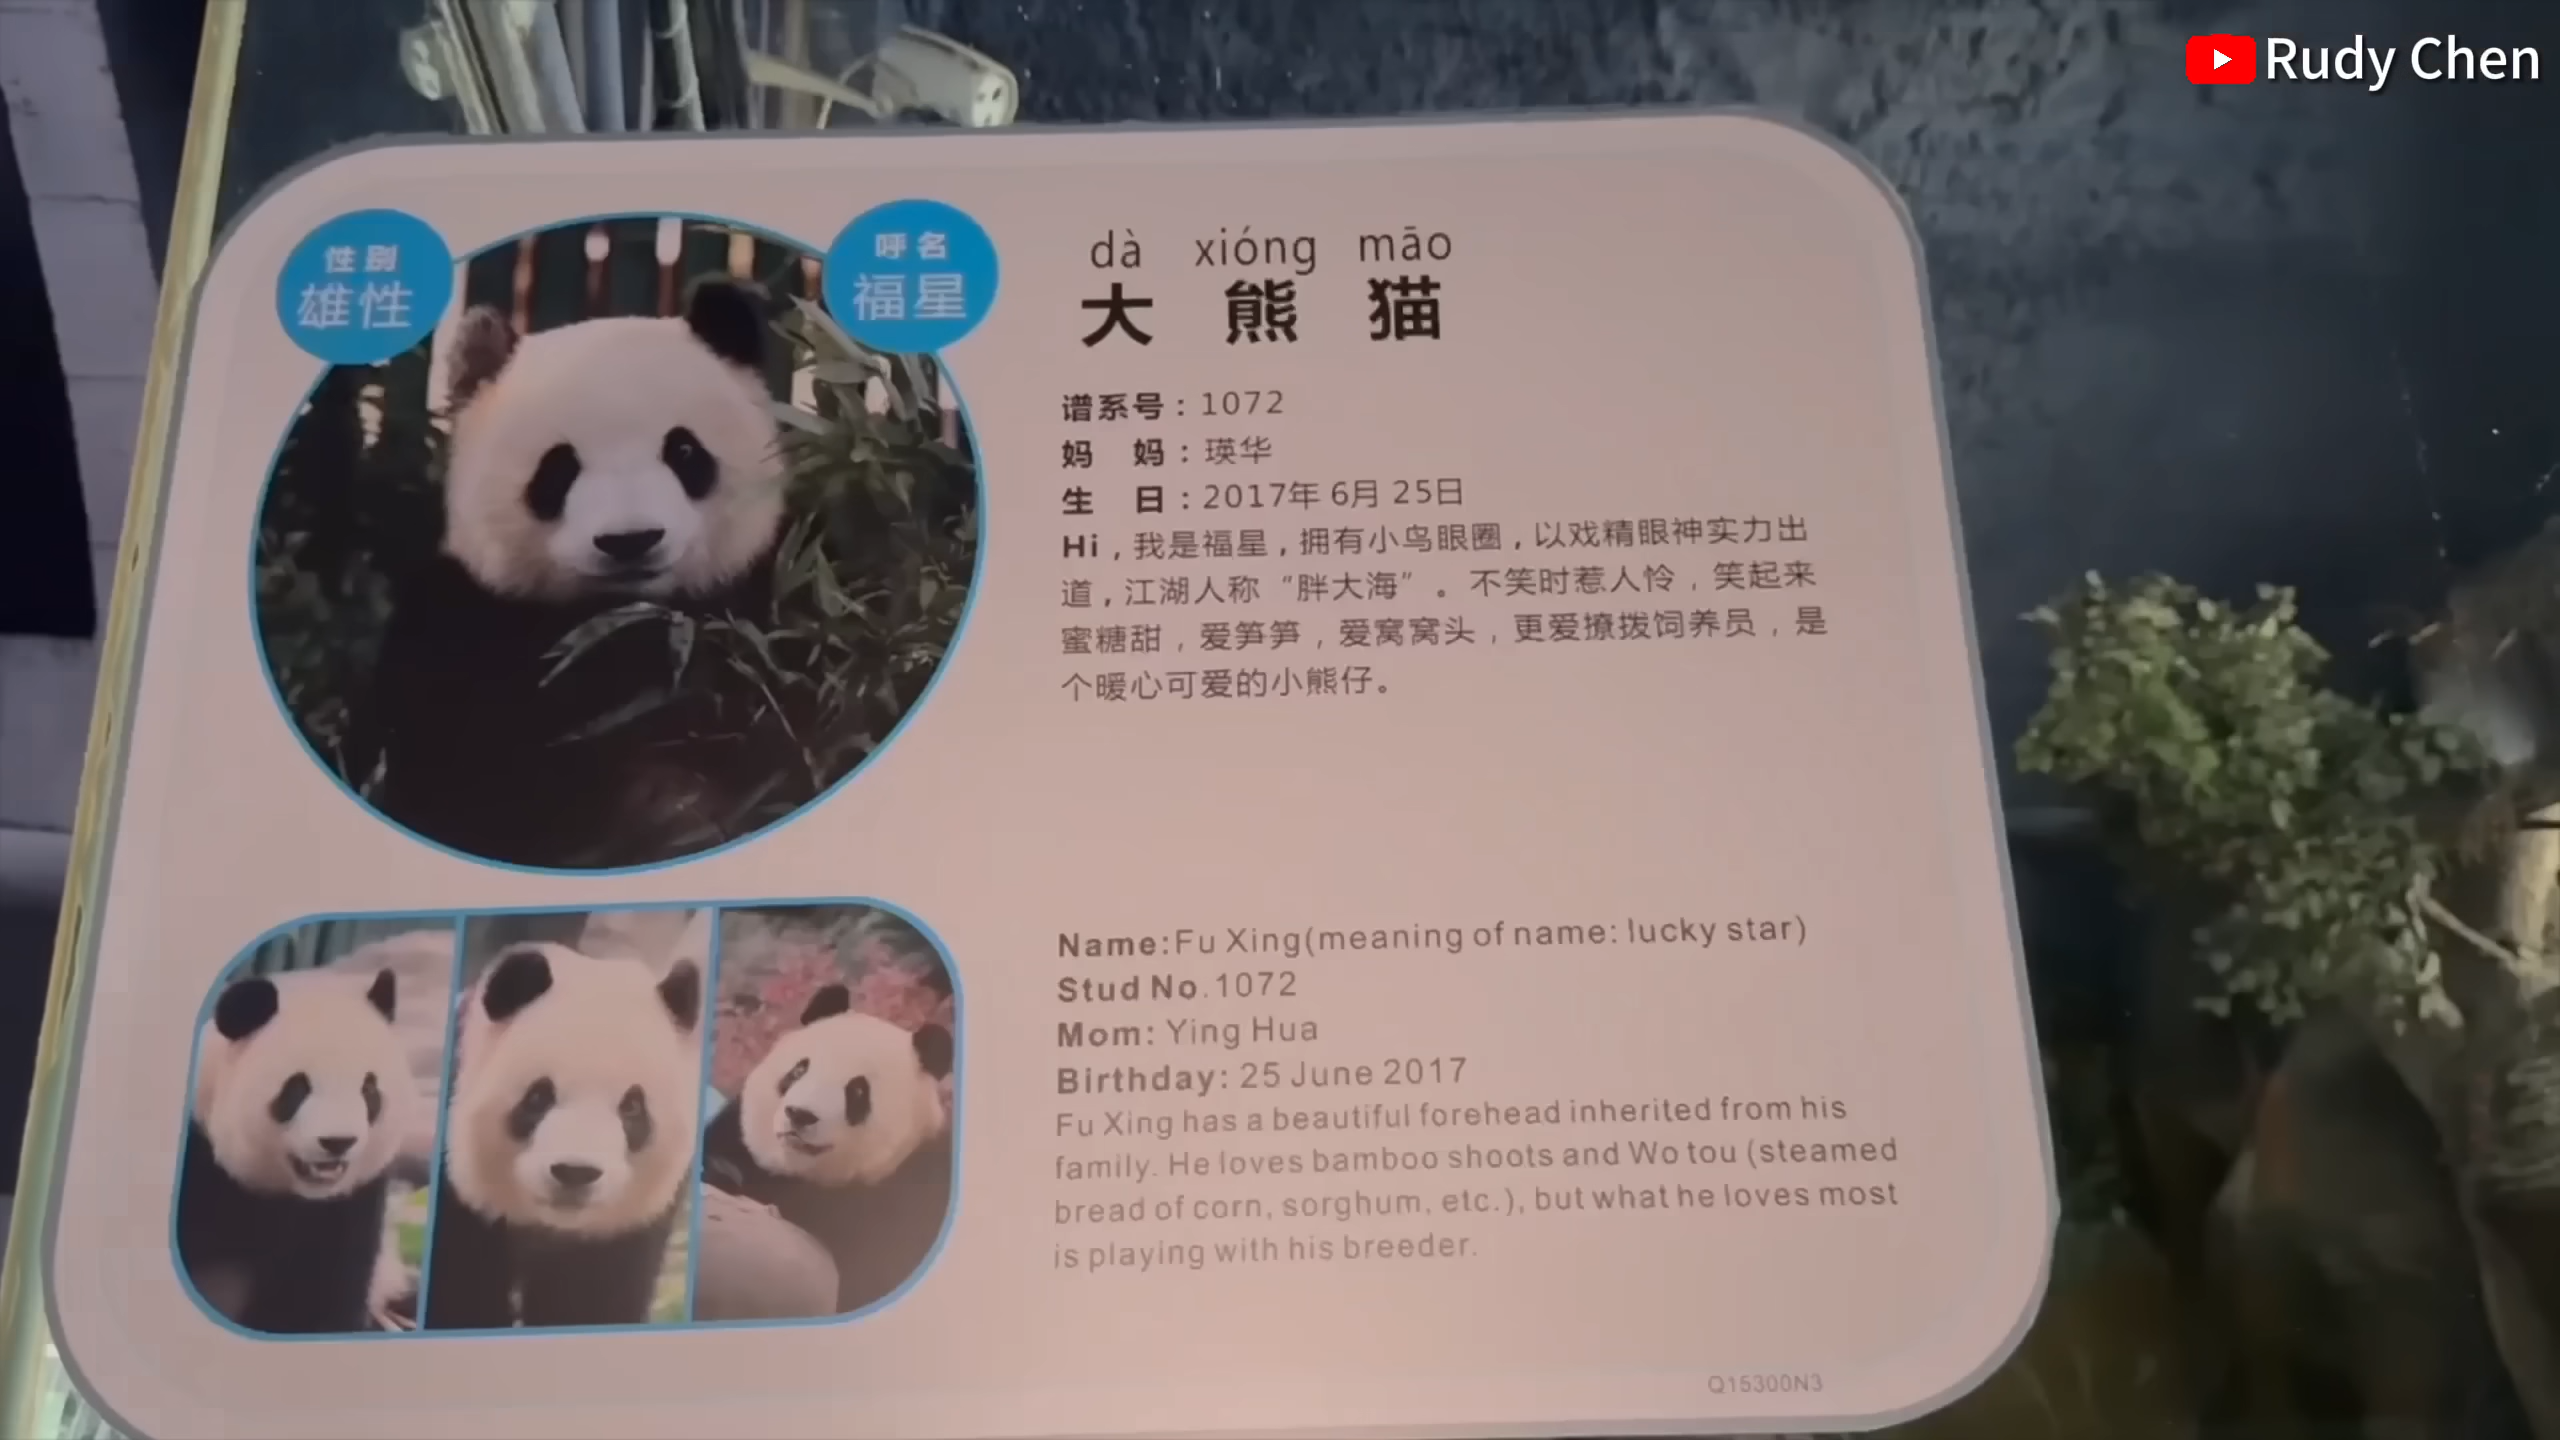 Rudy Chen
性别
雄性
呼名
福星
dà xióng māo
大熊猫
谱系号：1072
妈 妈：瑛华
生 日：2017年 6月 25日
Hi，我是福星，拥有小鸟眼圈，以戏精眼神实力出
道，江湖人称“胖大海”。不笑时惹人怜，笑起来
蜜糖甜，爱笋笋，爱窝窝头，更爱撩拨饲养员，是
个暖心可爱的小熊仔。
Name:Fu Xing(meaning of name: lucky star)
Stud No.1072
Mom: Ying Hua
Birthday: 25 June 2017
Fu Xing has a beautiful forehead inherited from his
family. He loves bamboo shoots and Wo tou (steamed
bread of corn, sorghum, etc.), but what he loves most
is playing with his breeder.
Q15300N3